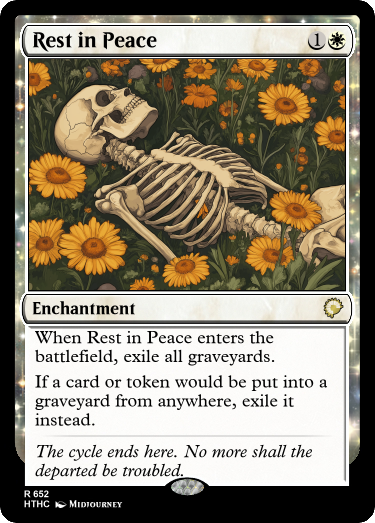 Rest in Peace 1
Enchantment
When Rest in Peace enters the
battlefield, exile all graveyards.
If a card or token would be put into a
graveyard from anywhere, exile it
instead.
The cycle ends here. No more shall the
departed be troubled.
R 652
HTHC Midjourney